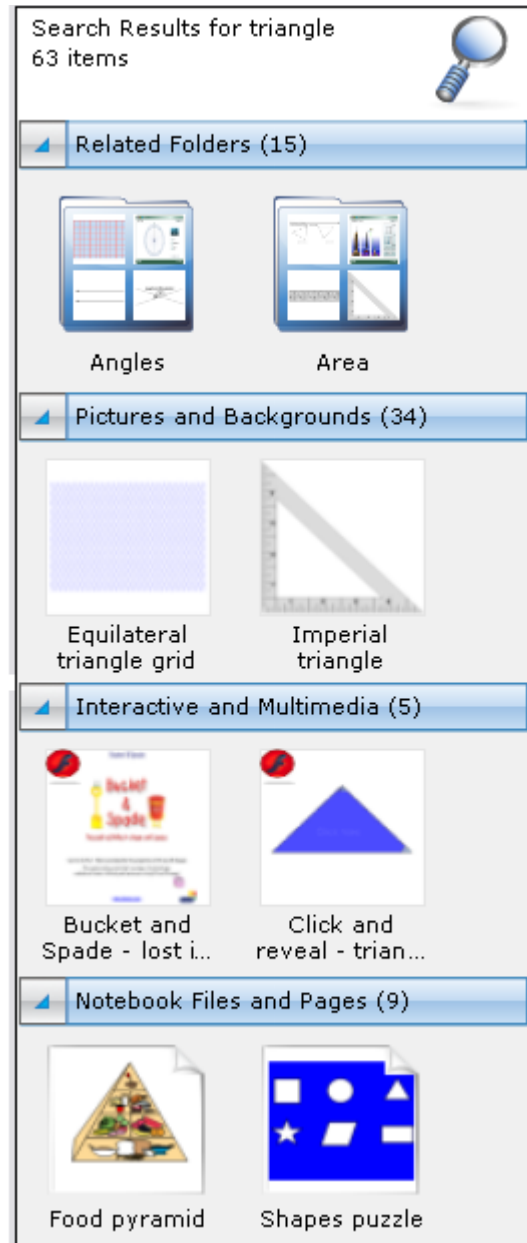 Search Results for triangle
63 items
Related Folders (15)
Angles
Area
Pictures and Backgrounds (34)
Equilateral
triangle grid
Imperial
triangle
Interactive and Multimedia (5)
Bucket
&
Spade
Bucket and
Spade - lost i...
Click and
reveal - trian...
Notebook Files and Pages (9)
Food pyramid
Shapes puzzle